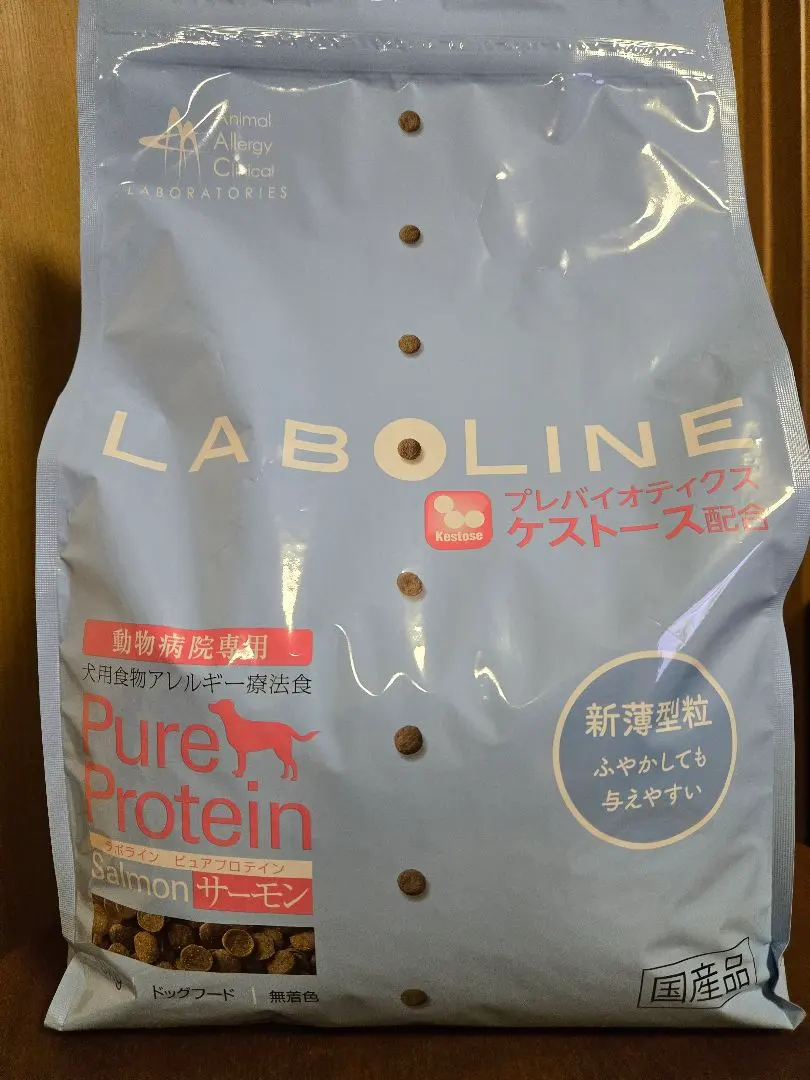 Animal
Allergy
Clinical
LABORATORIES
LABOLINE
Kestose
プレバイオティクス
ケストース配合
動物病院専用
犬用食物アレルギー療法食
Pure
Protein
ラボライン ピュアプロテイン
Salmon サーモン
新薄型粒
ふやかしても
与えやすい
ドッグフード | 無着色
国産品